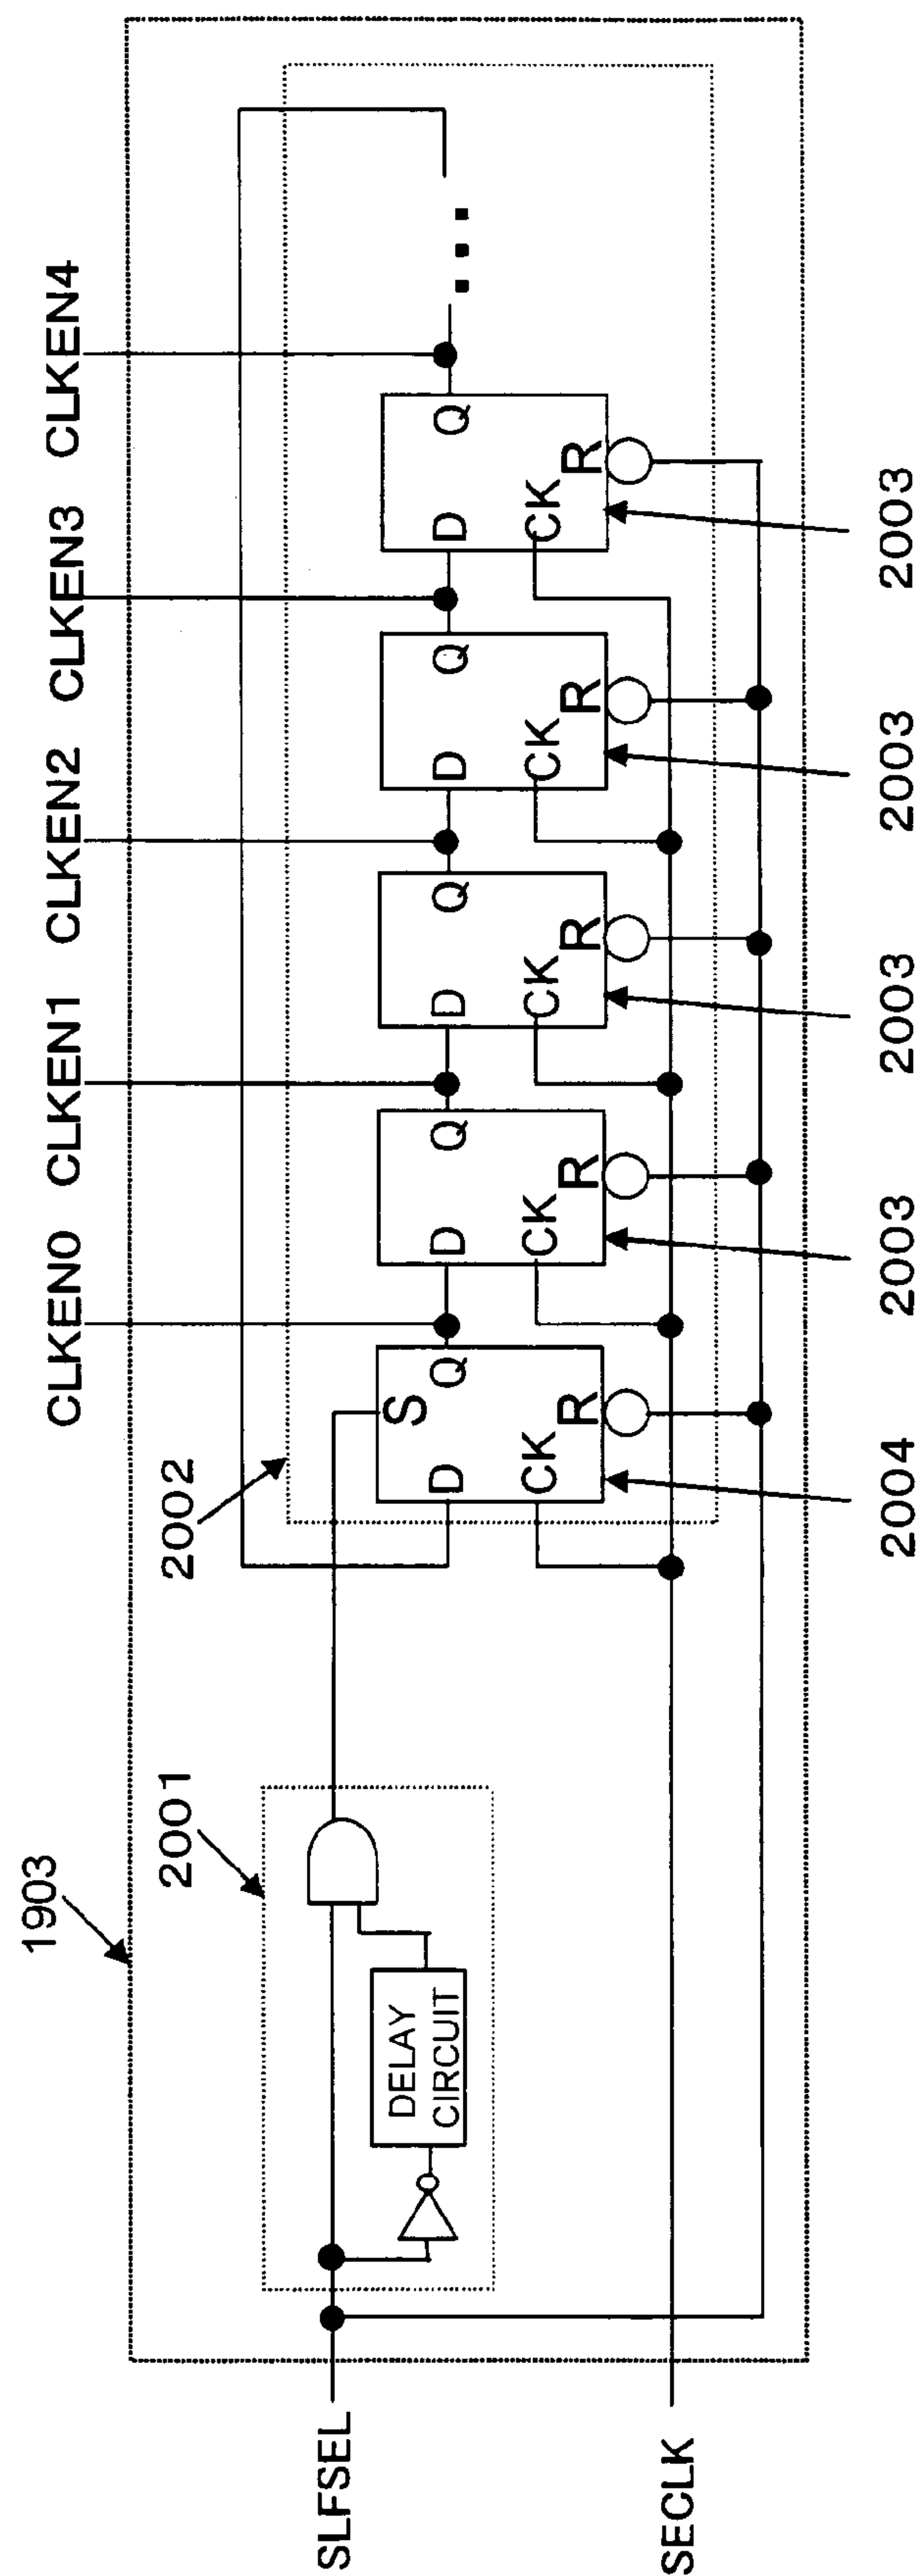 1903
2001
2002
CLKEN0
CLKEN1
CLKEN2
CLKEN3
CLKEN4
SLFSEL
DELAY
CIRCUIT
S
D
Q
CK
R
D
Q
CK
R
D
Q
CK
R
D
Q
CK
R
D
Q
CK
R
SECLK
2004
2003
2003
2003
2003